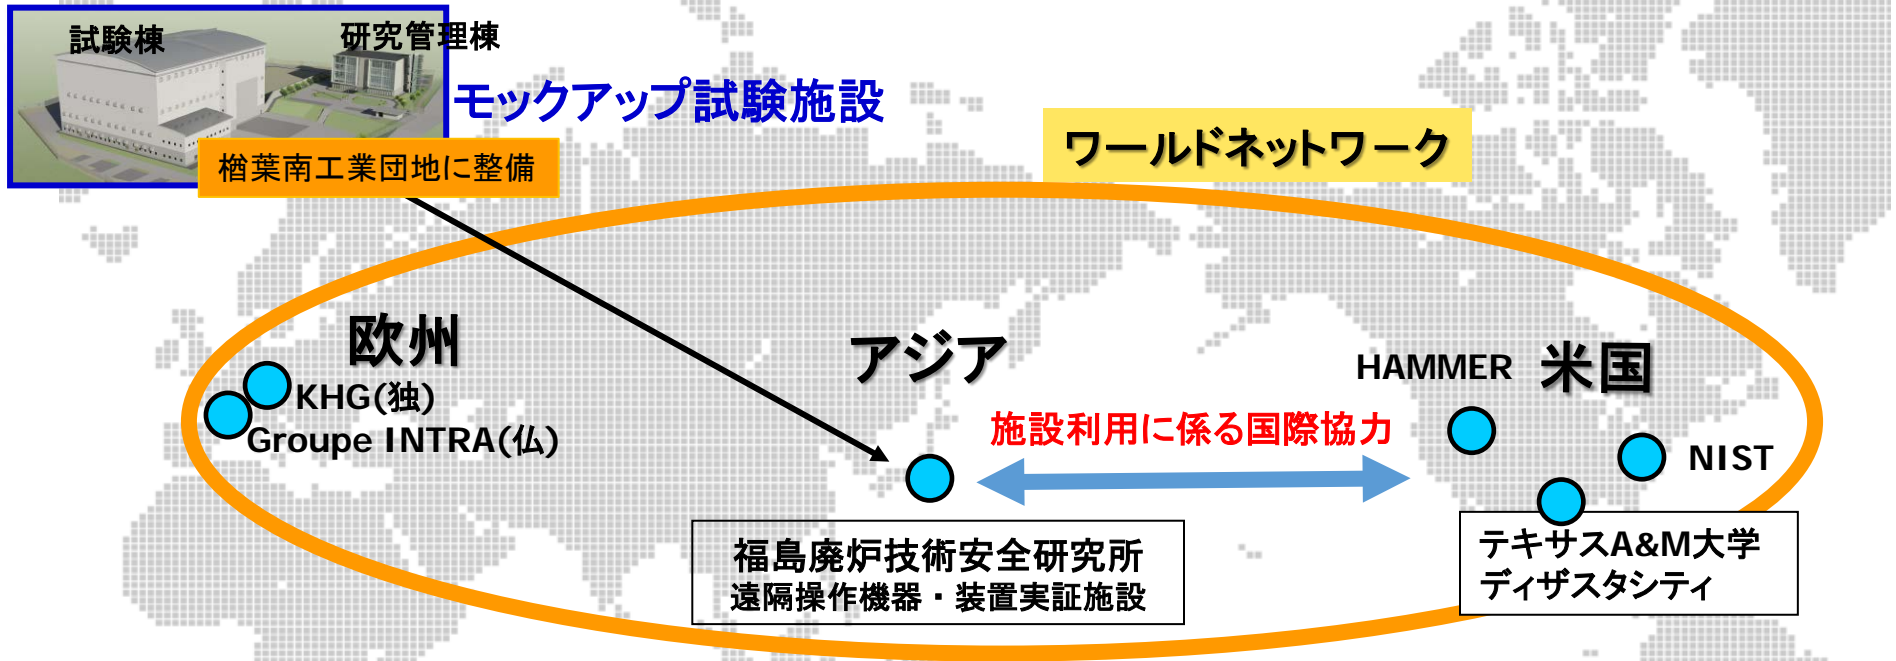 試験棟
研究管理棟
モックアップ試験施設
楢葉南工業団地に整備
ワールドネットワーク
欧州
KHG(独)
Groupe INTRA(仏)
アジア
施設利用に係る国際協力
福島廃炉技術安全研究所
遠隔操作機器・装置実証施設
HAMMER
米国
NIST
テキサスA&M大学
ディザスタシティ